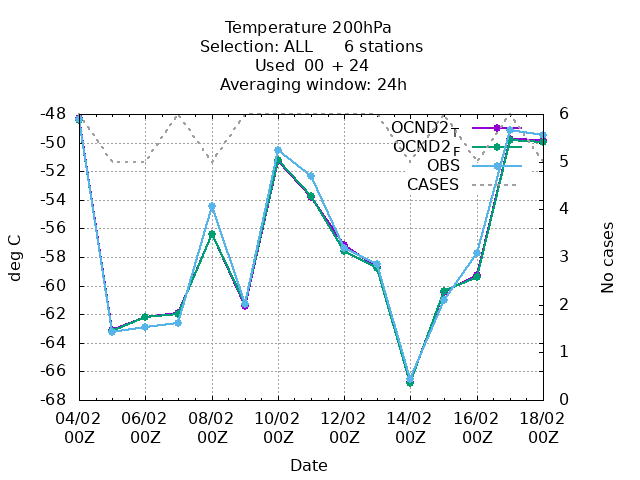 Temperature 200hPa
Selection: ALL 6 stations
Used 00 + 24
Averaging window: 24h
-48
-50
-52
-54
-56
-58
-60
-62
-64
-66
-68
deg C
6
5
4
3
2
1
0
No cases
OCND2T
OCND2F
OBS
CASES
04/02 06/02 08/02 10/02 12/02 14/02 16/02 18/02
00Z 00Z 00Z 00Z 00Z 00Z 00Z 00Z
Date